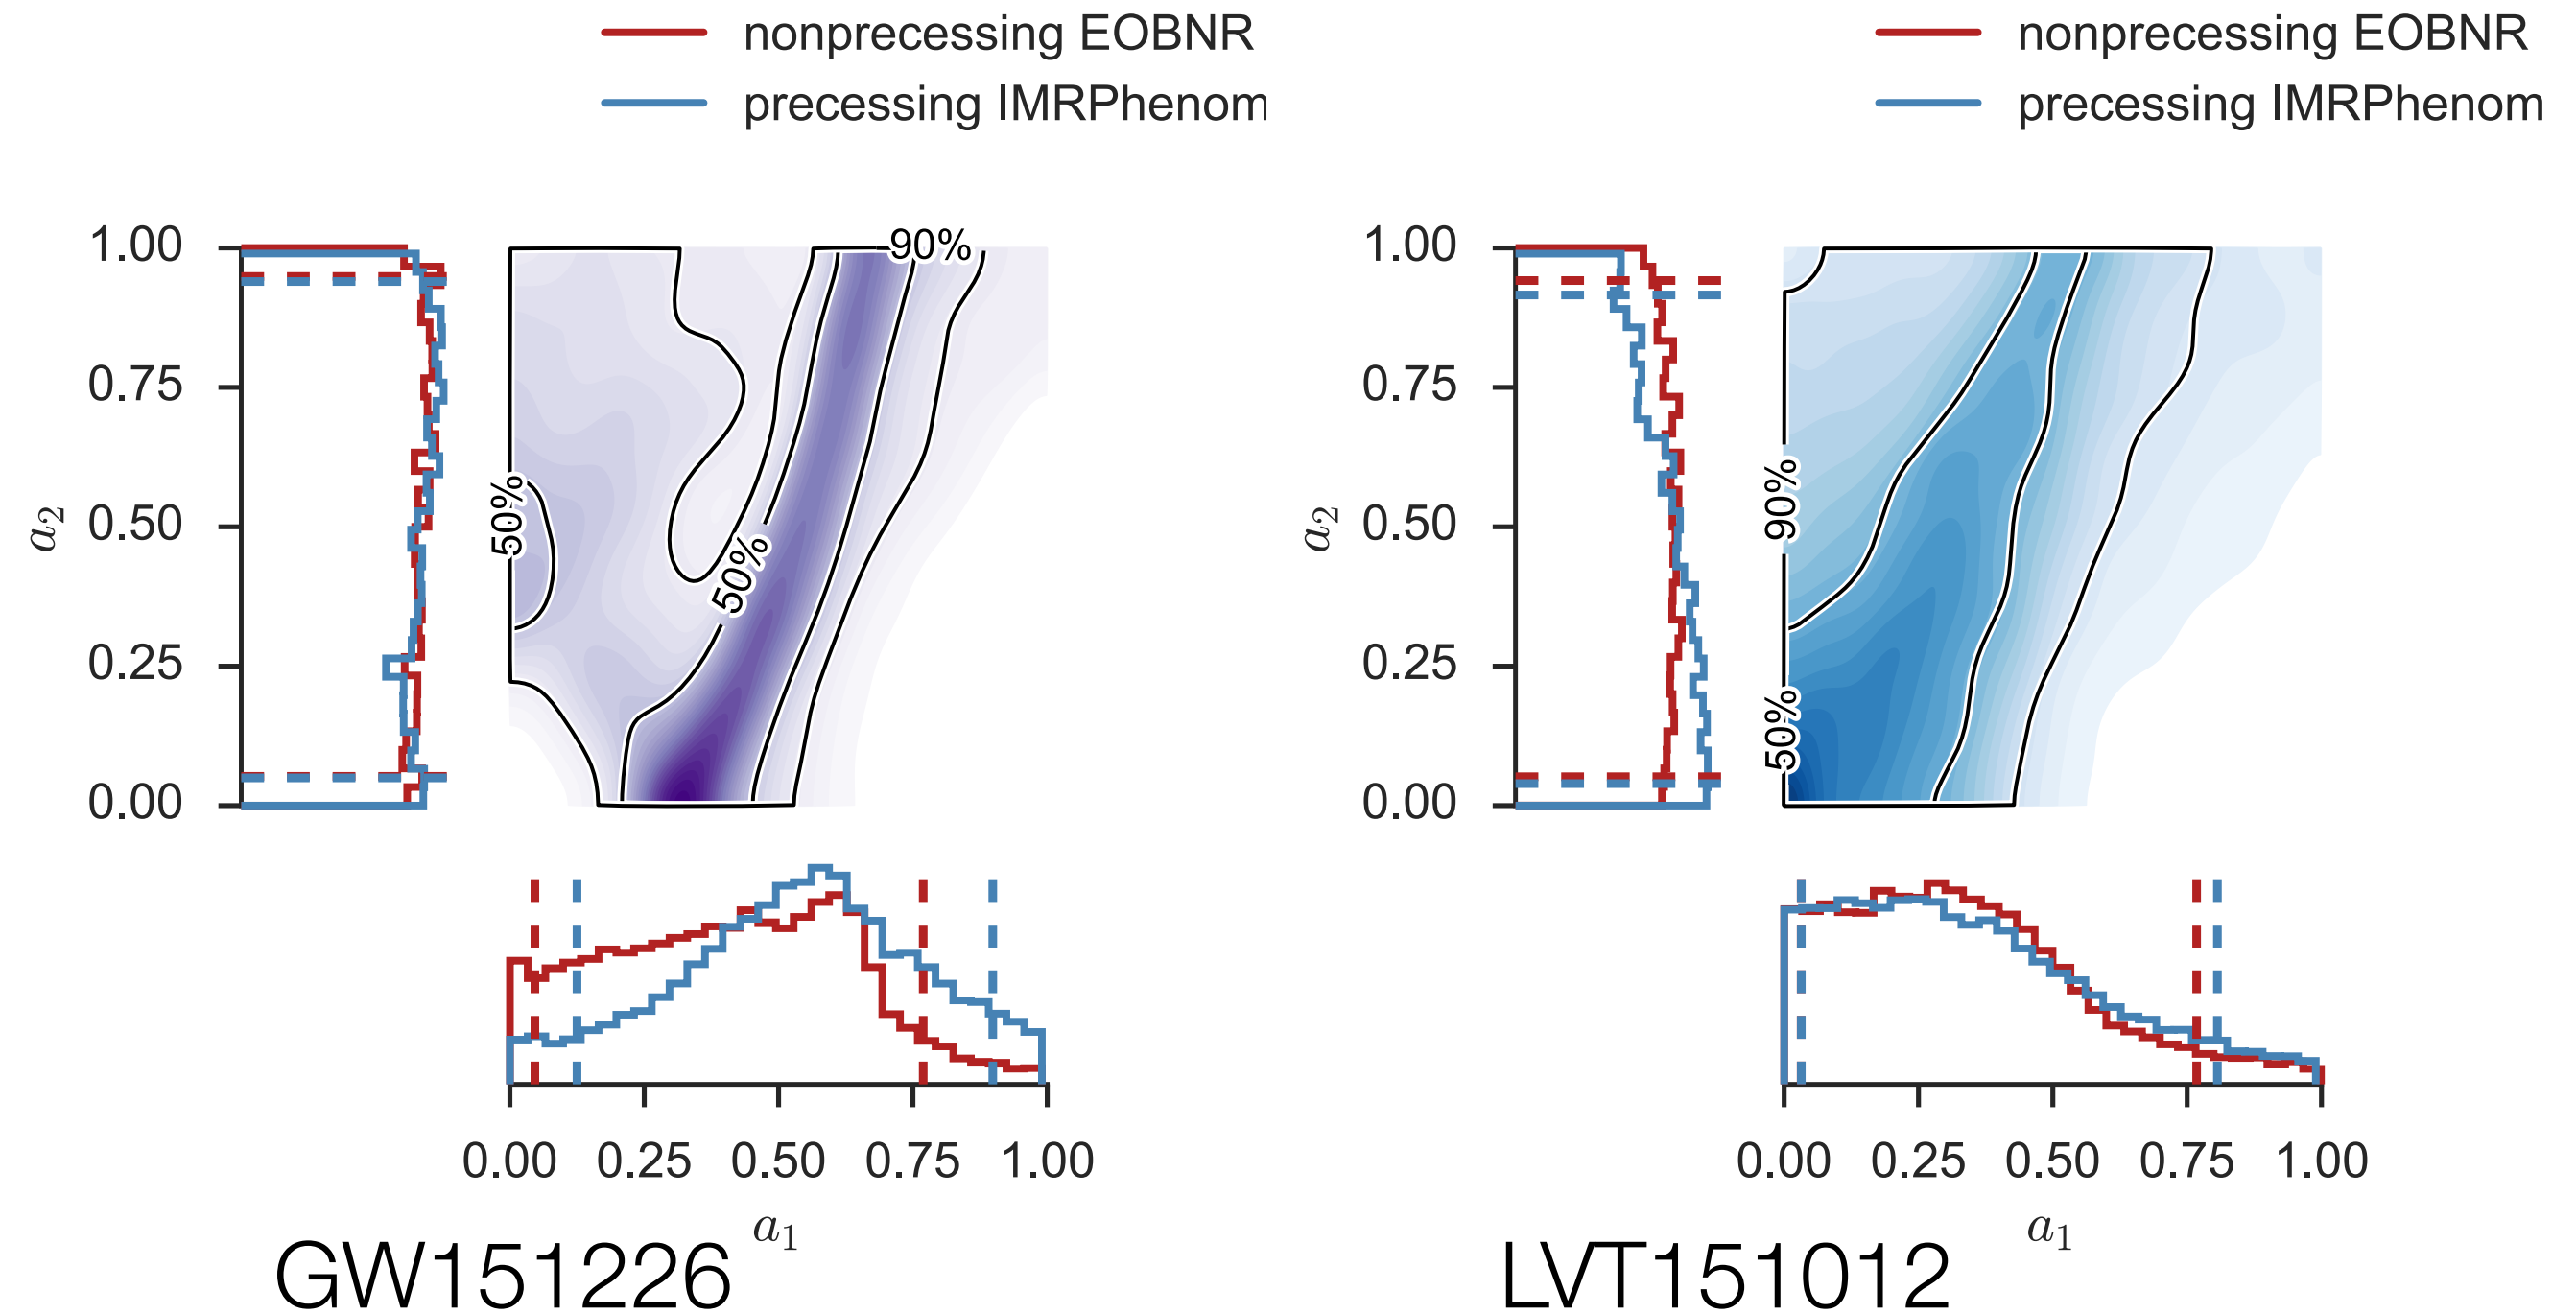 nonprecessing EOBNR
precessing IMRPhenom
1.00
0.75
0.50
0.25
0.00
a₂
90%
50%
50%
0.00 0.25 0.50 0.75 1.00
a₁
GW151226
nonprecessing EOBNR
precessing IMRPhenom
1.00
0.75
0.50
0.25
0.00
a₂
90%
50%
0.00 0.25 0.50 0.75 1.00
a₁
LVT151012